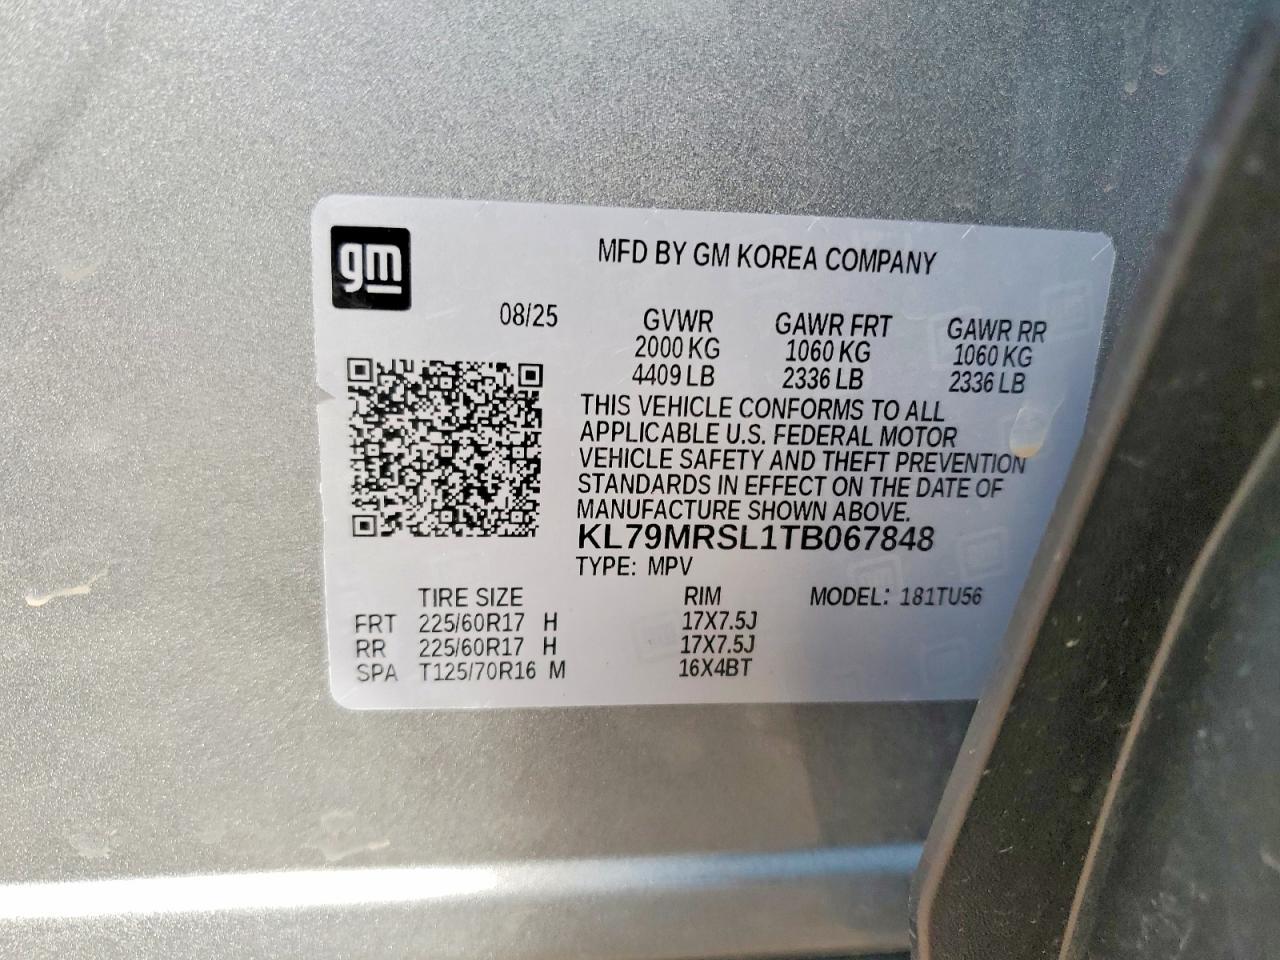 gm
MFD BY GM KOREA COMPANY
08/25
GVWR GAWR FRT GAWR RR
2000 KG 1060 KG 1060 KG
4409 LB 2336 LB 2336 LB
THIS VEHICLE CONFORMS TO ALL
APPLICABLE U.S. FEDERAL MOTOR
VEHICLE SAFETY AND THEFT PREVENTION
STANDARDS IN EFFECT ON THE DATE OF
MANUFACTURE SHOWN ABOVE.
KL79MRSL1TB067848
TYPE: MPV
TIRE SIZE RIM MODEL: 181TU56
FRT 225/60R17 H 17X7.5J
RR 225/60R17 H 17X7.5J
SPA T125/70R16 M 16X4BT